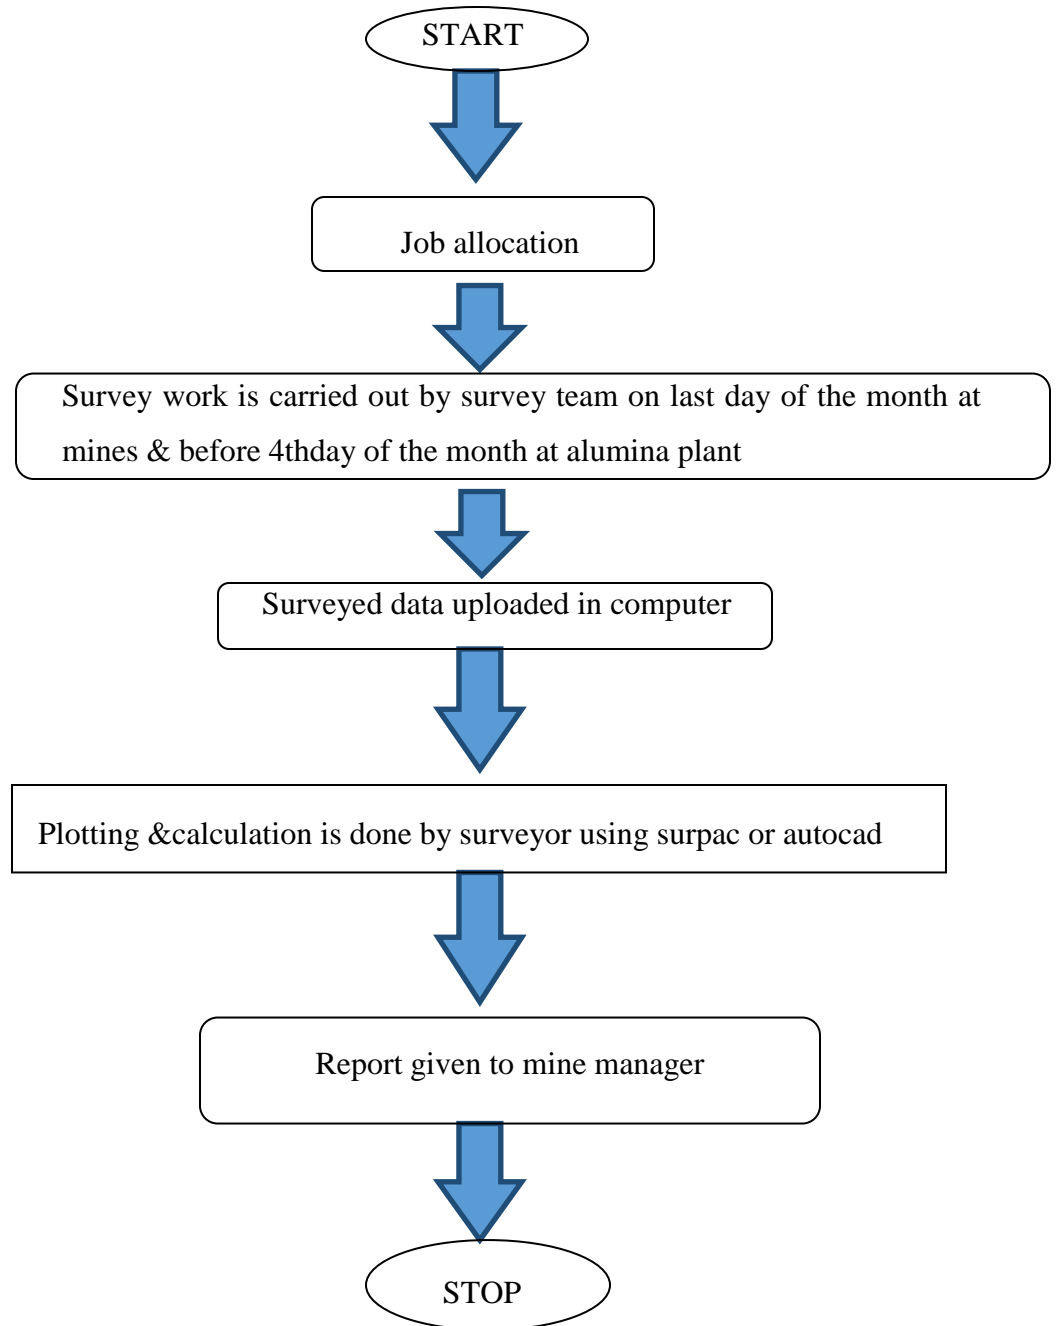 START
Job allocation
Survey work is carried out by survey team on last day of the month at
mines & before 4thday of the month at alumina plant
Surveyed data uploaded in computer
Plotting &calculation is done by surveyor using surpac or autocad
Report given to mine manager
STOP